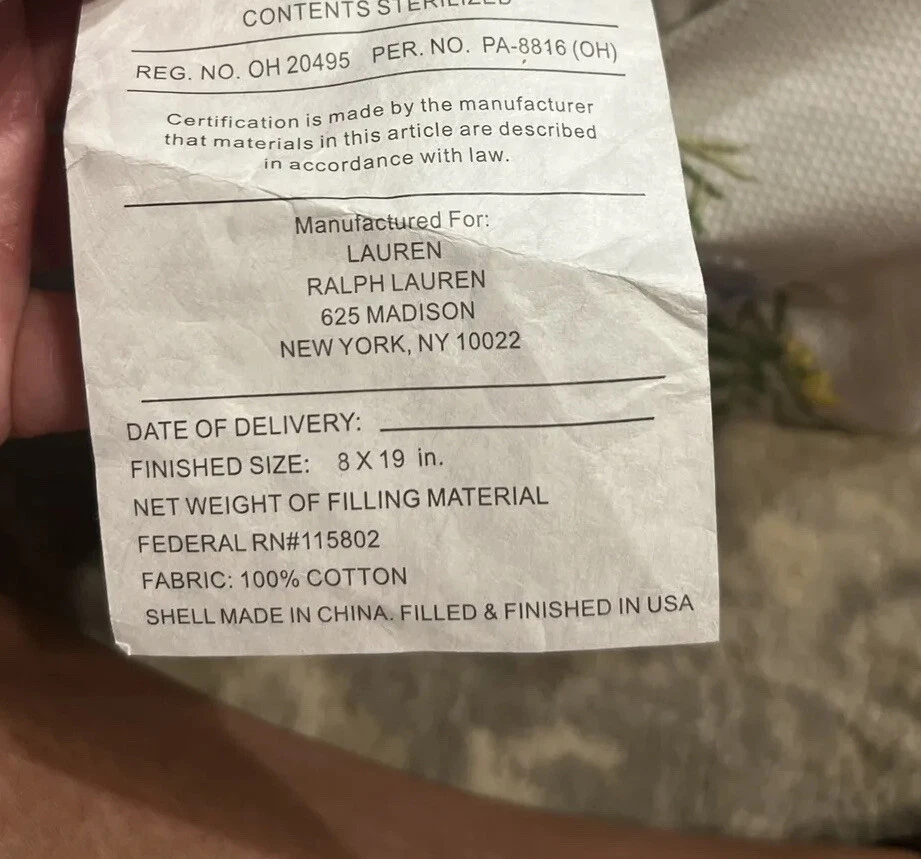 CONTENTS STERILIZED
REG. NO. OH 20495 PER. NO. PA-8816 (OH)
Certification is made by the manufacturer
that materials in this article are described
in accordance with law.
Manufactured For:
LAUREN
RALPH LAUREN
625 MADISON
NEW YORK, NY 10022
DATE OF DELIVERY:
FINISHED SIZE: 8 X 19 in.
NET WEIGHT OF FILLING MATERIAL
FEDERAL RN#115802
FABRIC: 100% COTTON
SHELL MADE IN CHINA. FILLED & FINISHED IN USA